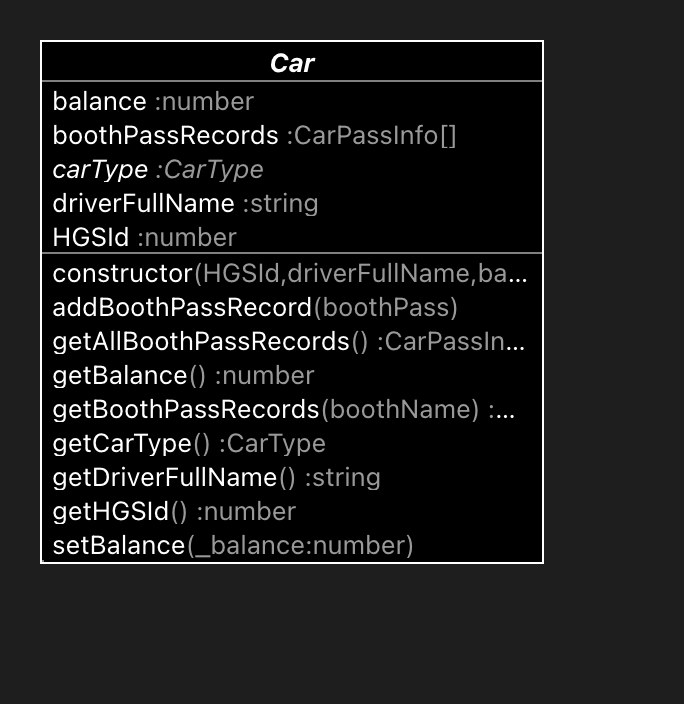 Car
balance :number
boothPassRecords :CarPassInfo[]
carType :CarType
driverFullName :string
HGSId :number
constructor(HGSId,driverFullName,ba...
addBoothPassRecord(boothPass)
getAllBoothPassRecords() :CarPassIn...
getBalance() :number
getBoothPassRecords(boothName) :...
getCarType() :CarType
getDriverFullName() :string
getHGSId() :number
setBalance(_balance:number)